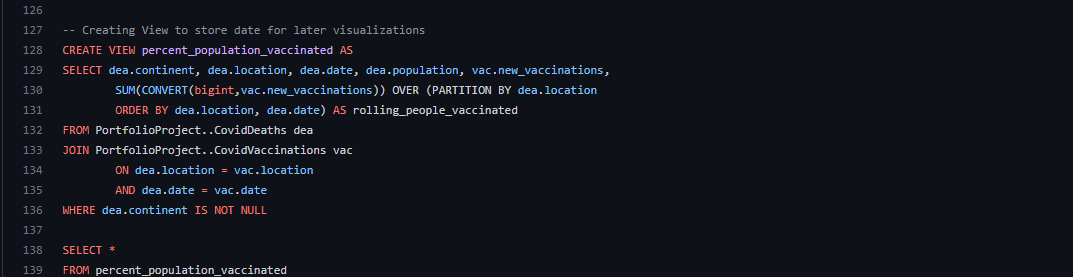 126
127 -- Creating View to store date for later visualizations
128 CREATE VIEW percent_population_vaccinated AS
129 SELECT dea.continent, dea.location, dea.date, dea.population, vac.new_vaccinations,
130 SUM(CONVERT(bigint,vac.new_vaccinations)) OVER (PARTITION BY dea.location
131 ORDER BY dea.location, dea.date) AS rolling_people_vaccinated
132 FROM PortfolioProject..CovidDeaths dea
133 JOIN PortfolioProject..CovidVaccinations vac
134 ON dea.location = vac.location
135 AND dea.date = vac.date
136 WHERE dea.continent IS NOT NULL
137
138 SELECT *
139 FROM percent_population_vaccinated